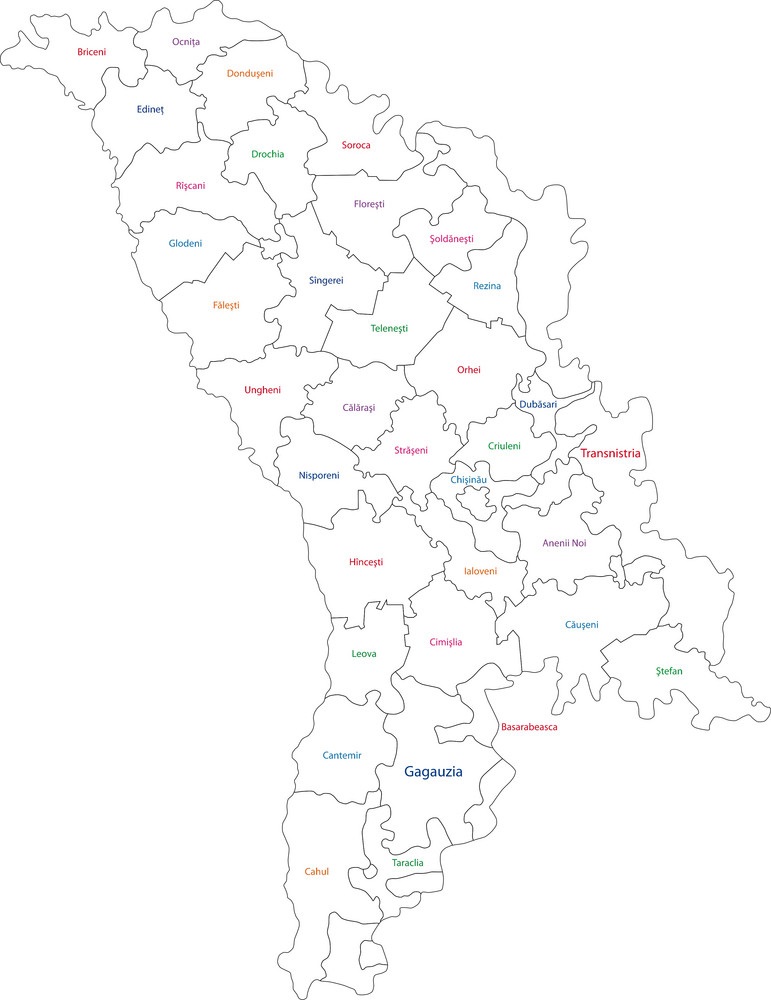 Ocnița
Briceni
Dondușeni
Edineț
Soroca
Drochia
Rîșcani
Florești
Șoldănești
Glodeni
Sîngerei
Rezina
Fălești
Telenești
Orhei
Ungheni
Dubăsari
Călărași
Criuleni
Strășeni
Transnistria
Nisporeni
Chișinău
Anenii Noi
Hîncești
Ialoveni
Căușeni
Cimișlia
Leova
Ștefan
Basarabeasca
Cantemir
Gagauzia
Taraclia
Cahul